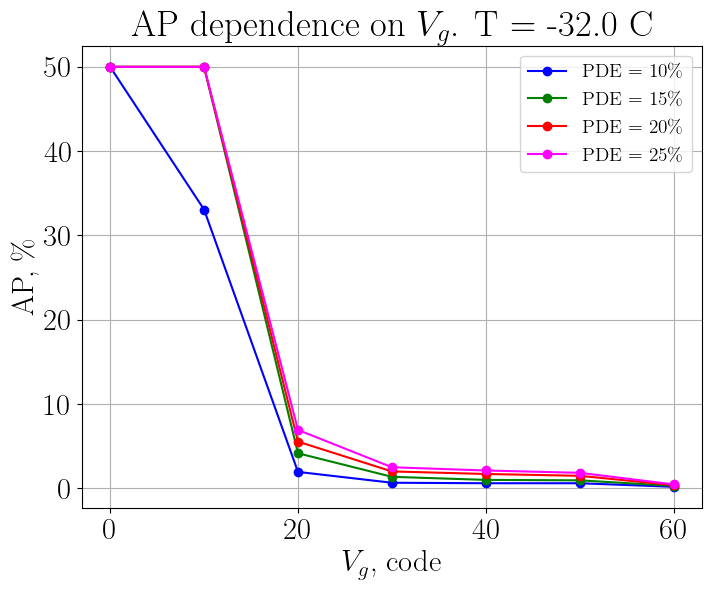 AP dependence on V_g. T = -32.0 C
PDE = 10%
PDE = 15%
PDE = 20%
PDE = 25%
AP, %
50
40
30
20
10
0
0 20 40 60
V_g, code